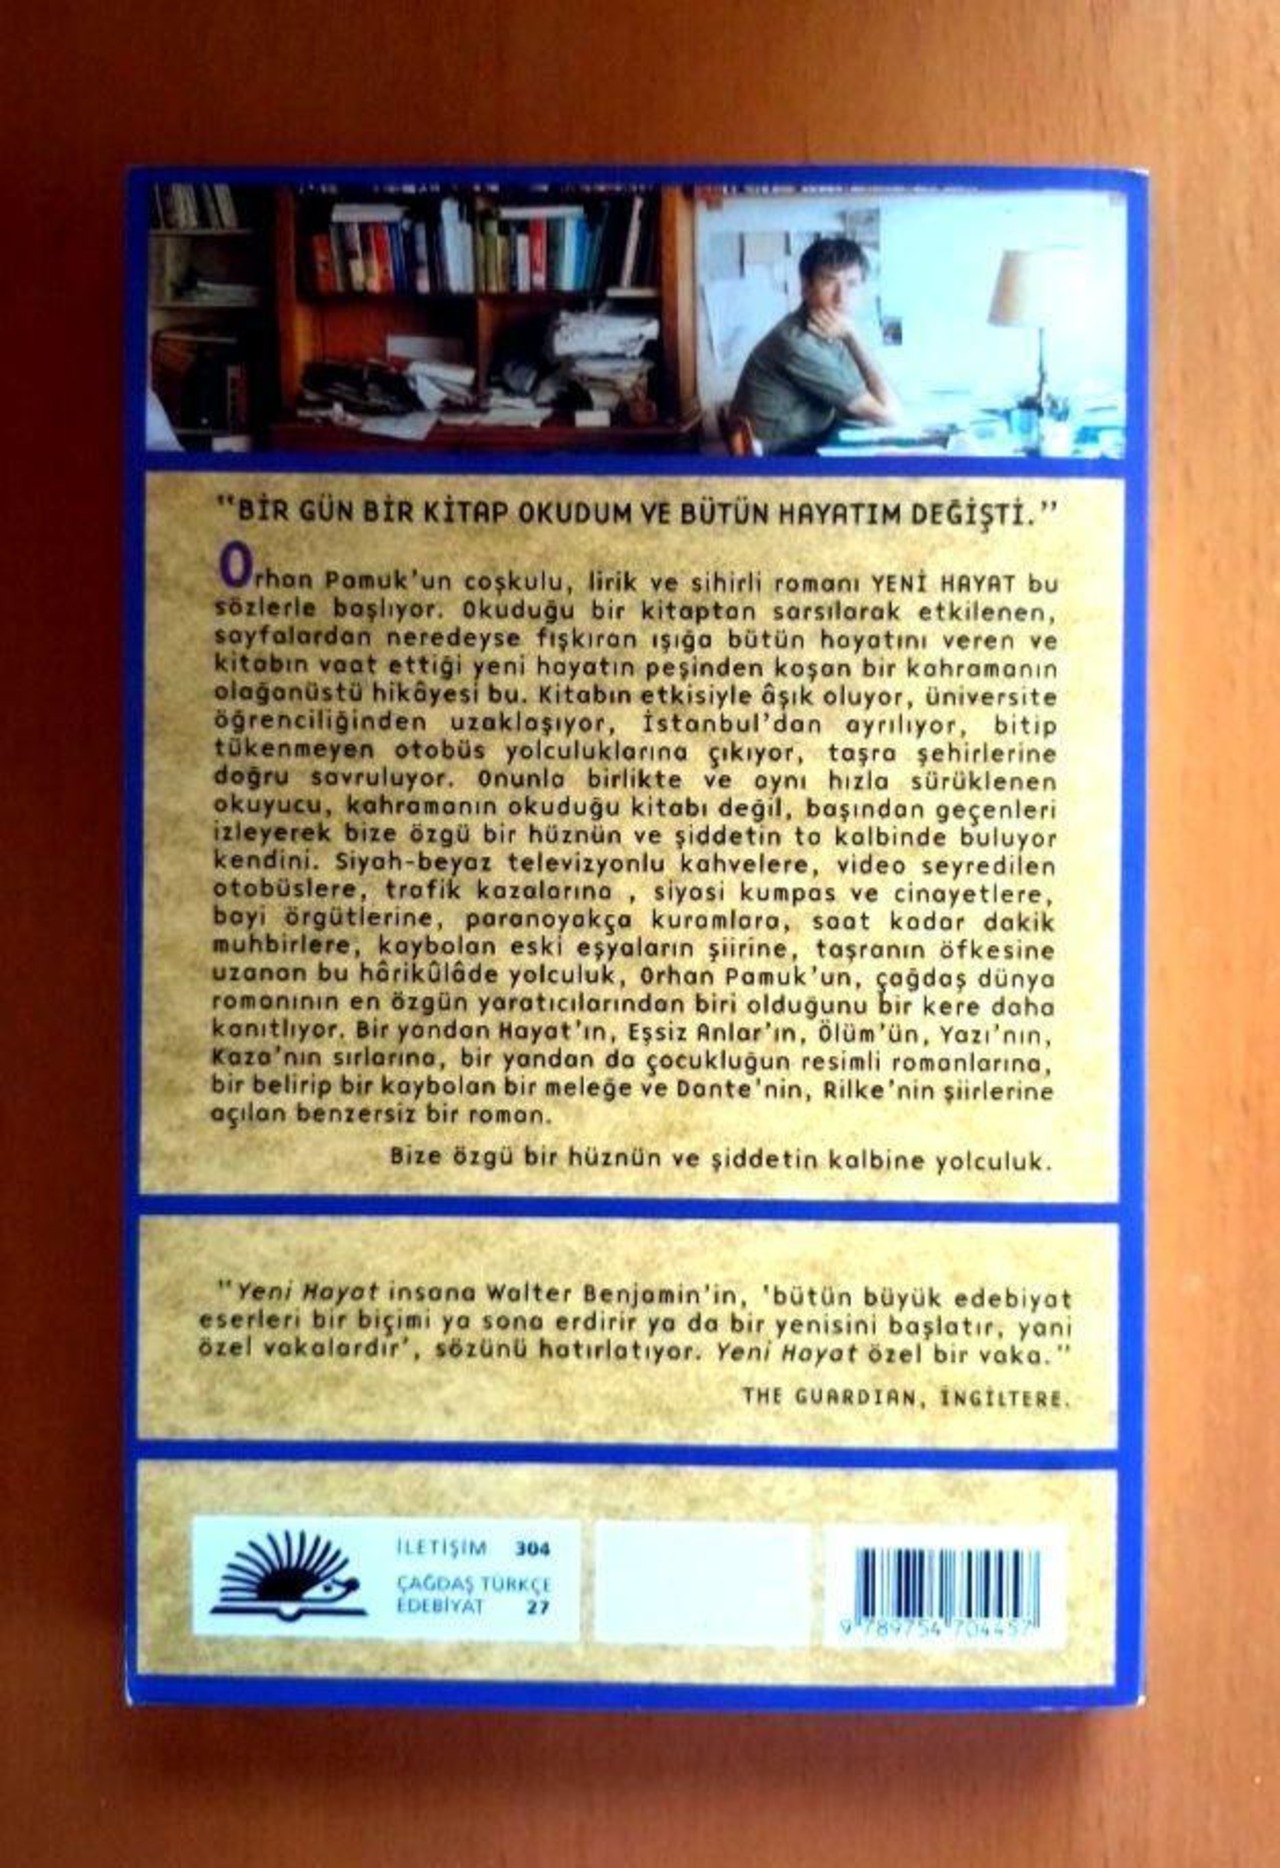 "BİR GÜN BİR KİTAP OKUDUM VE BÜTÜN HAYATIM DEĞİŞTİ."
Orhan Pamuk'un coşkulu, lirik ve sihirli romanı YENİ HAYAT bu
sözlerle başlıyor. Okuduğu bir kitaptan sarsılarak etkilenen,
sayfalardan neredeyse fışkıran ışığa bütün hayatını veren ve
kitabın vaat ettiği yeni hayatın peşinden koşan bir kahramanın
olağanüstü hikâyesi bu. Kitabın etkisiyle âşık oluyor, üniversite
öğrenciliğinden uzaklaşıyor, İstanbul'dan ayrılıyor, bitip
tükenmeyen otobüs yolculuklarına çıkıyor, taşra şehirlerine
doğru savruluyor. Onunla birlikte ve aynı hızla sürüklenen
okuyucu, kahramanın okuduğu kitabı değil, başından geçenleri
izleyerek bize özgü bir hüznün ve şiddetin ta kalbinde buluyor
kendini. Siyah-beyaz televizyonlu kahvelere, video seyredilen
otobüslere, trafik kazalarına , siyasi kumpas ve cinayetlere,
bayi örgütlerine, paranoyakça kuramlara, saat kadar dakik
muhbirlere, kaybolan eski eşyaların şiirine, taşranın öfkesine
uzanan bu hârikûlâde yolculuk, Orhan Pamuk'un, çağdaş dünya
romanının en özgün yaratıcılarından biri olduğunu bir kere daha
kanıtlıyor. Bir yandan Hayat'ın, Eşsiz Anlar'ın, Ölüm'ün, Yazı'nın,
Kaza'nın sırlarına, bir yandan da çocukluğun resimli romanlarına,
bir belirip bir kaybolan bir meleğe ve Dante'nin, Rilke'nin şiirlerine
açılan benzersiz bir roman.
Bize özgü bir hüznün ve şiddetin kalbine yolculuk.
"Yeni Hayat insana Walter Benjamin'in, 'bütün büyük edebiyat
eserleri bir biçimi ya sona erdirir ya da bir yenisini başlatır, yani
özel vakalardır', sözünü hatırlatıyor. Yeni Hayat özel bir vaka."
THE GUARDIAN, İNGİLTERE.
İLETİŞİM 304
ÇAĞDAŞ TÜRKÇE
EDEBİYAT 27
9 789754 704457